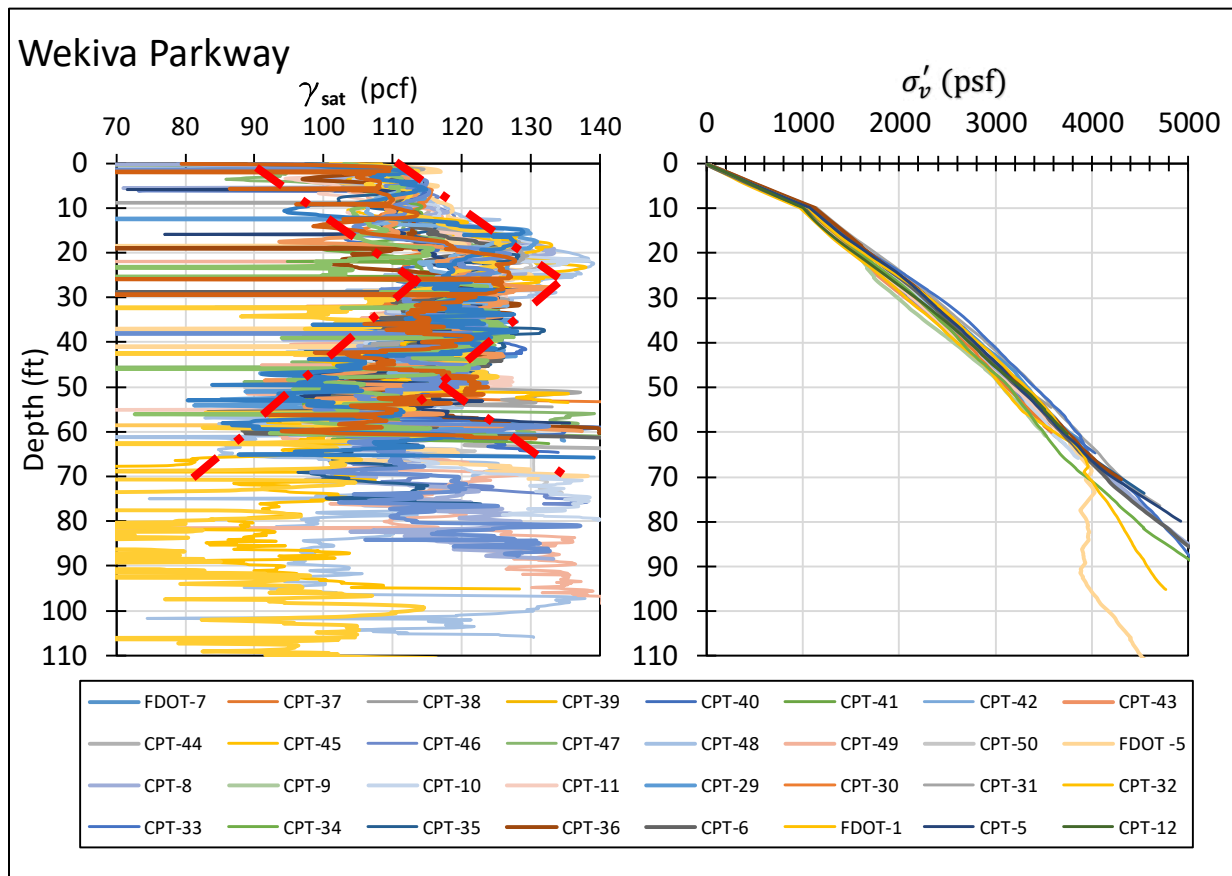 Wekiva Parkway
γsat (pcf)
70 80 90 100 110 120 130 140
0
10
20
30
40
50
60
70
80
90
100
110
Depth (ft)
σ′v (psf)
0 1000 2000 3000 4000 5000
0
10
20
30
40
50
60
70
80
90
100
110
FDOT-7 CPT-37 CPT-38 CPT-39 CPT-40 CPT-41 CPT-42 CPT-43
CPT-44 CPT-45 CPT-46 CPT-47 CPT-48 CPT-49 CPT-50 FDOT -5
CPT-8 CPT-9 CPT-10 CPT-11 CPT-29 CPT-30 CPT-31 CPT-32
CPT-33 CPT-34 CPT-35 CPT-36 CPT-6 FDOT-1 CPT-5 CPT-12